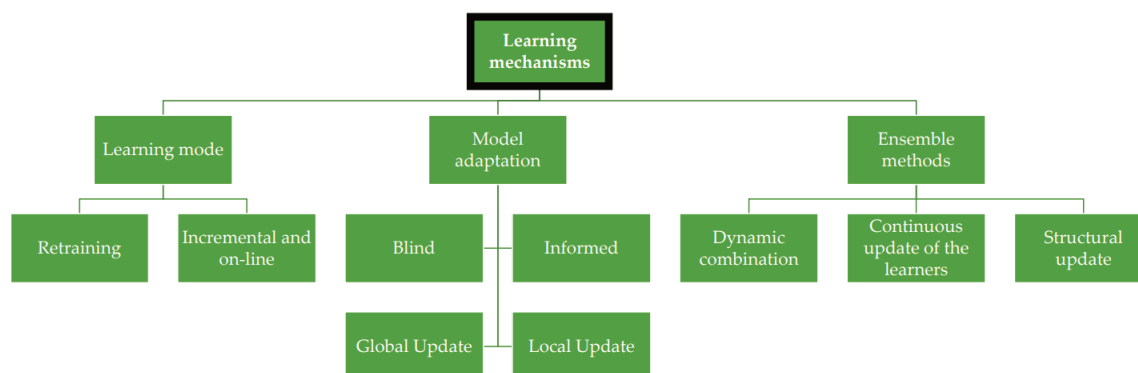 Learning
mechanisms
Learning mode
Model
adaptation
Ensemble
methods
Retraining
Incremental and
on-line
Blind
Informed
Dynamic
combination
Continuous
update of the
learners
Structural
update
Global Update
Local Update